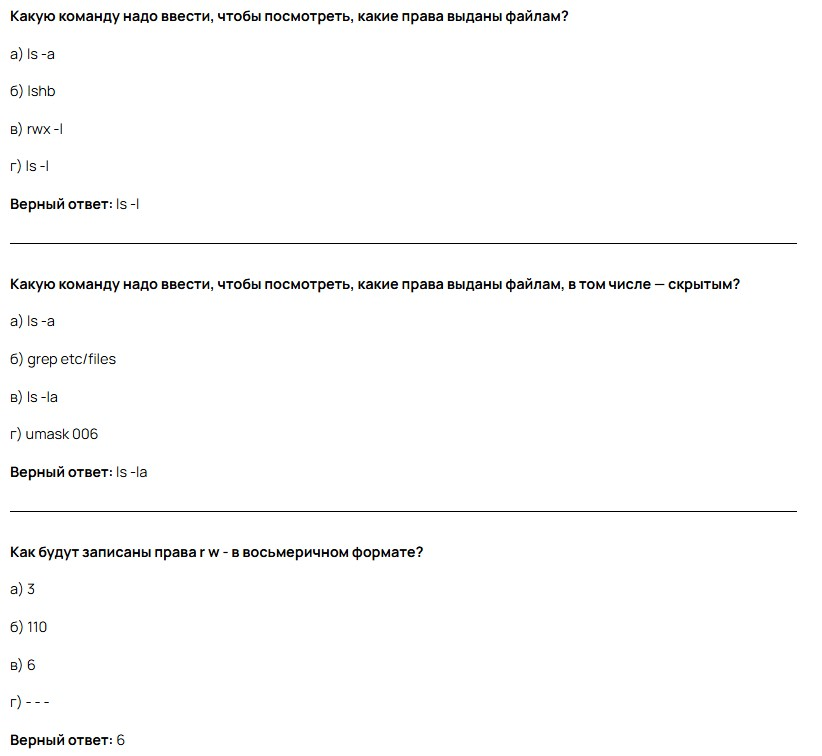 Какую команду надо ввести, чтобы посмотреть, какие права выданы файлам?
а) ls -a
б) lshb
в) rwx -l
г) ls -l
Верный ответ: ls -l
Какую команду надо ввести, чтобы посмотреть, какие права выданы файлам, в том числе — скрытым?
а) ls -a
б) grep etc/files
в) ls -la
г) umask 006
Верный ответ: ls -la
Как будут записаны права r w - в восьмеричном формате?
а) 3
б) 110
в) 6
г) - - -
Верный ответ: 6